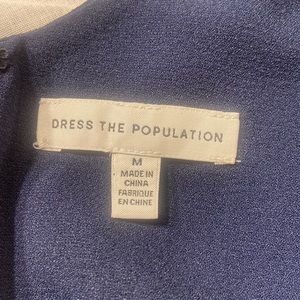 DRESS THE POPULATION
M
MADE IN
CHINA
FABRIQUE
EN CHINE